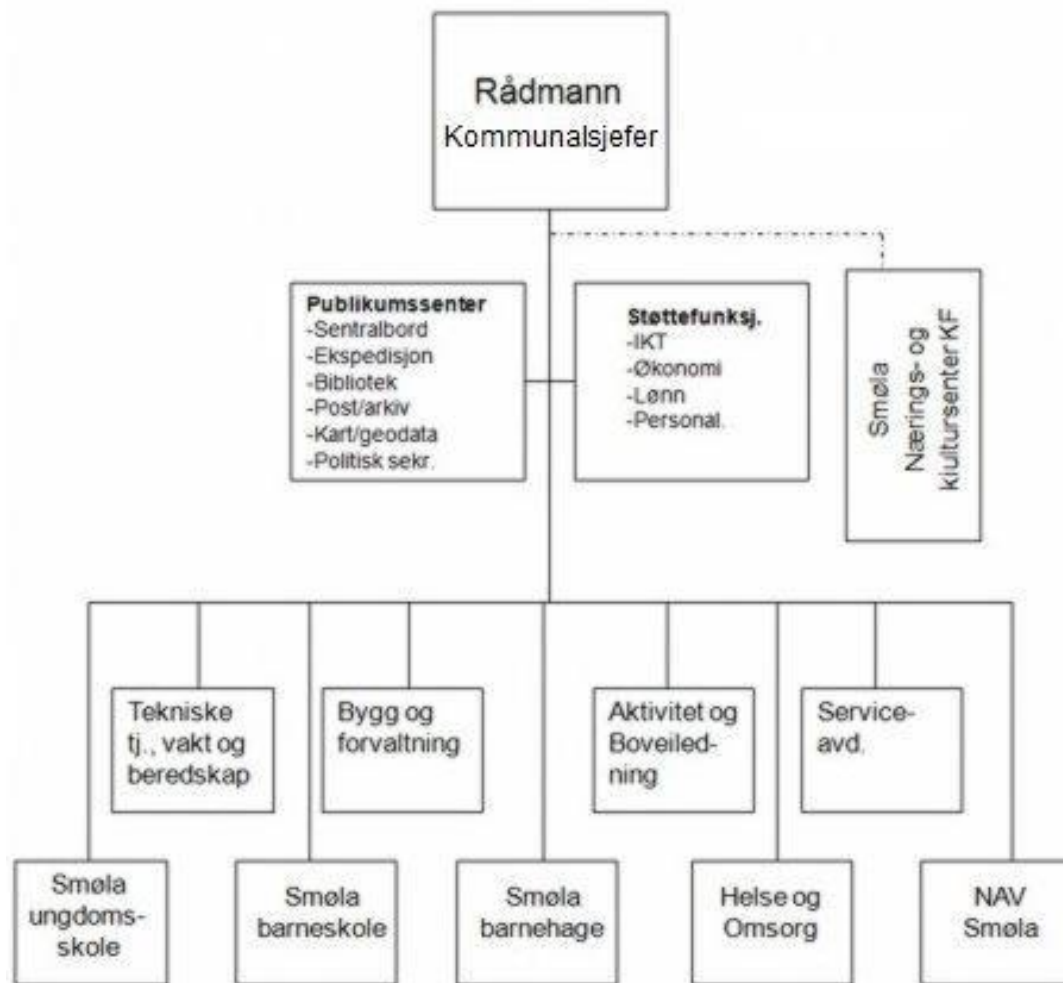 Rådmann
Kommunalsjefer
Publikumssenter
-Sentralbord
-Ekspedisjon
-Bibliotek
-Post/arkiv
-Kart/geodata
-Politisk sekr.
Støttefunksj.
-IKT
-Økonomi
-Lønn
-Personal.
Smøla
Nærings- og
kiultursenter KF
Tekniske
tj., vakt og
beredskap
Bygg og
forvaltning
Aktivitet og
Boveiled-
ning
Service-
avd.
Smøla
ungdoms-
skole
Smøla
barneskole
Smøla
barnehage
Helse og
Omsorg
NAV
Smøla